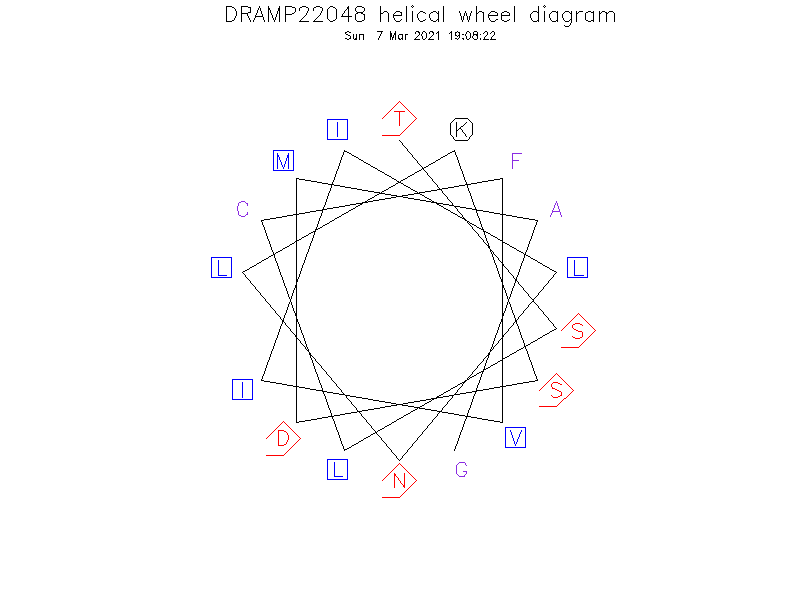 DRAMP22048 helical wheel diagram
Sun 7 Mar 2021 19:08:22
I T K
M F
C A
L L
S
I S
D V
L N G